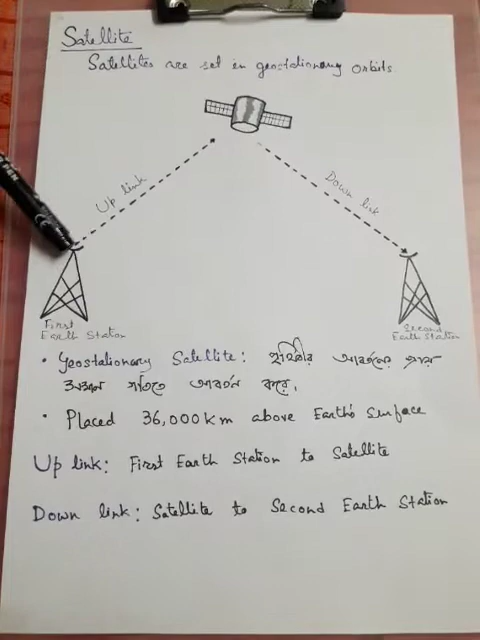 Satellite
Satellites are set in geostationary orbits
Up link
Down link
First
Earth Station
Second
Earth Station
• Geostationary Satellite: পৃথিবীর আবর্তনের
গতিতে আবর্তন করে।
• Placed 36,000km above Earth's Surface
Up link: First Earth Station to Satellite
Down link: Satellite to Second Earth Station